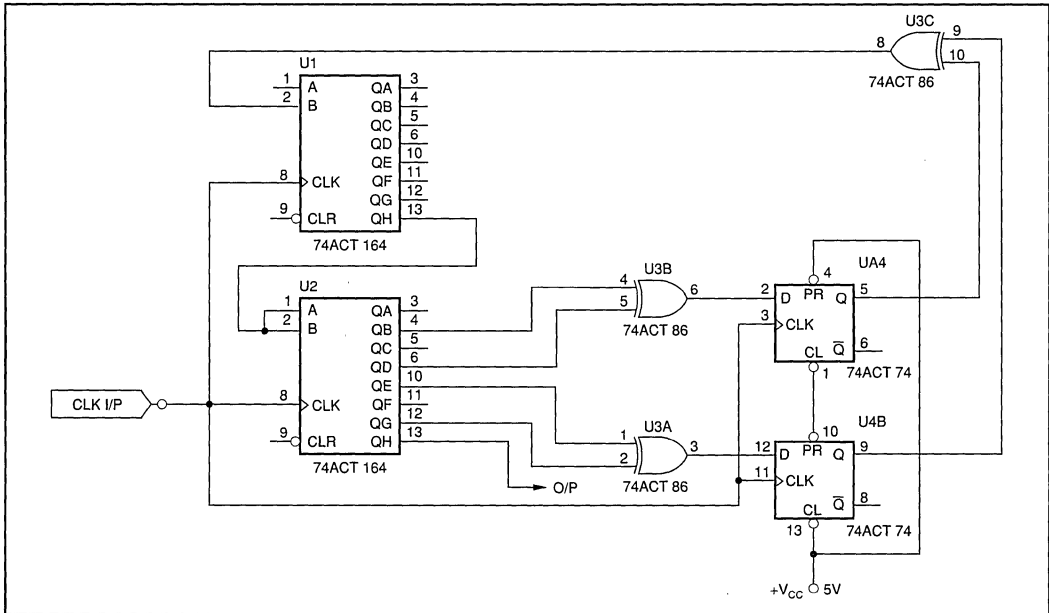 U3C
8
9
10
74ACT 86
U1
1 A QA 3
2 B QB 4
QC 5
QD 6
QE 10
8 CLK QF 11
QG 12
9 CLR QH 13
74ACT 164
U2
1 A QA 3
2 B QB 4
QC 5
QD 6
QE 10
8 CLK QF 11
QG 12
9 CLR QH 13
74ACT 164
CLK I/P
O/P
U3B
4
5
6
74ACT 86
U3A
1
2
3
74ACT 86
UA4
4
2 D PR Q 5
3 CLK
CL Q̅ 6
1
74ACT 74
U4B
10
12 D PR Q 9
11 CLK
CL Q̅ 8
13
74ACT 74
+VCC 5V